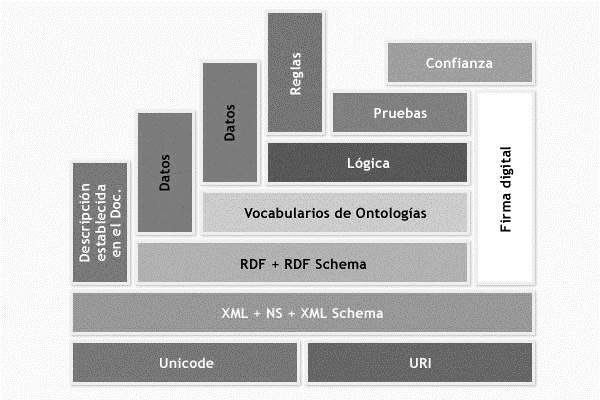 Reglas
Confianza
Datos
Pruebas
Datos
Lógica
Firma digital
Descripción
establecida
en el Doc.
Vocabularios de Ontologías
RDF + RDF Schema
XML + NS + XML Schema
Unicode
URI